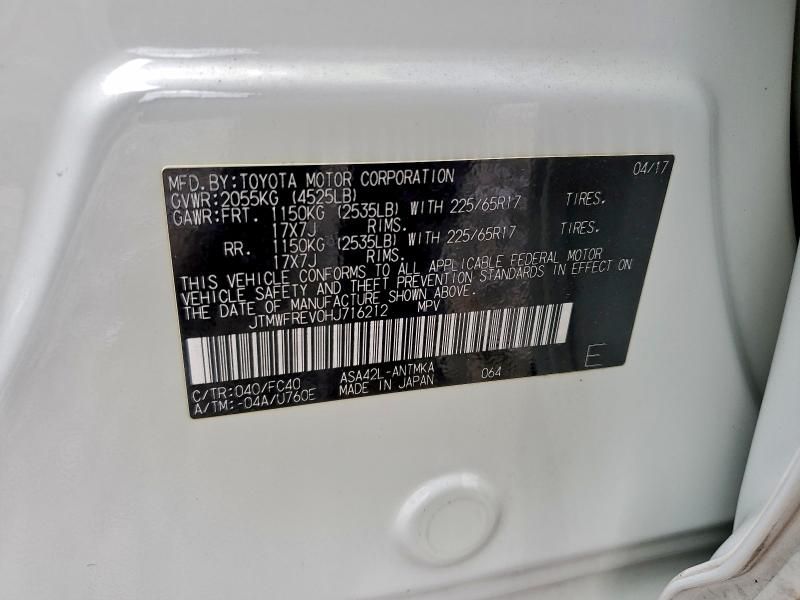 MFD. BY: TOYOTA MOTOR CORPORATION 04/17
GVWR: 2055KG (4525LB)
GAWR: FRT. 1150KG (2535LB) WITH 225/65R17 TIRES.
17X7J RIMS.
RR. 1150KG (2535LB) WITH 225/65R17 TIRES.
17X7J RIMS.
THIS VEHICLE CONFORMS TO ALL APPLICABLE FEDERAL MOTOR
VEHICLE SAFETY AND THEFT PREVENTION STANDARDS IN EFFECT ON
THE DATE OF MANUFACTURE SHOWN ABOVE.
JTMWFREV0HJ716212 MPV
C/TR: 040/FC40 ASA42L-ANTMKA 064
A/TM: -04A/U760E MADE IN JAPAN
E